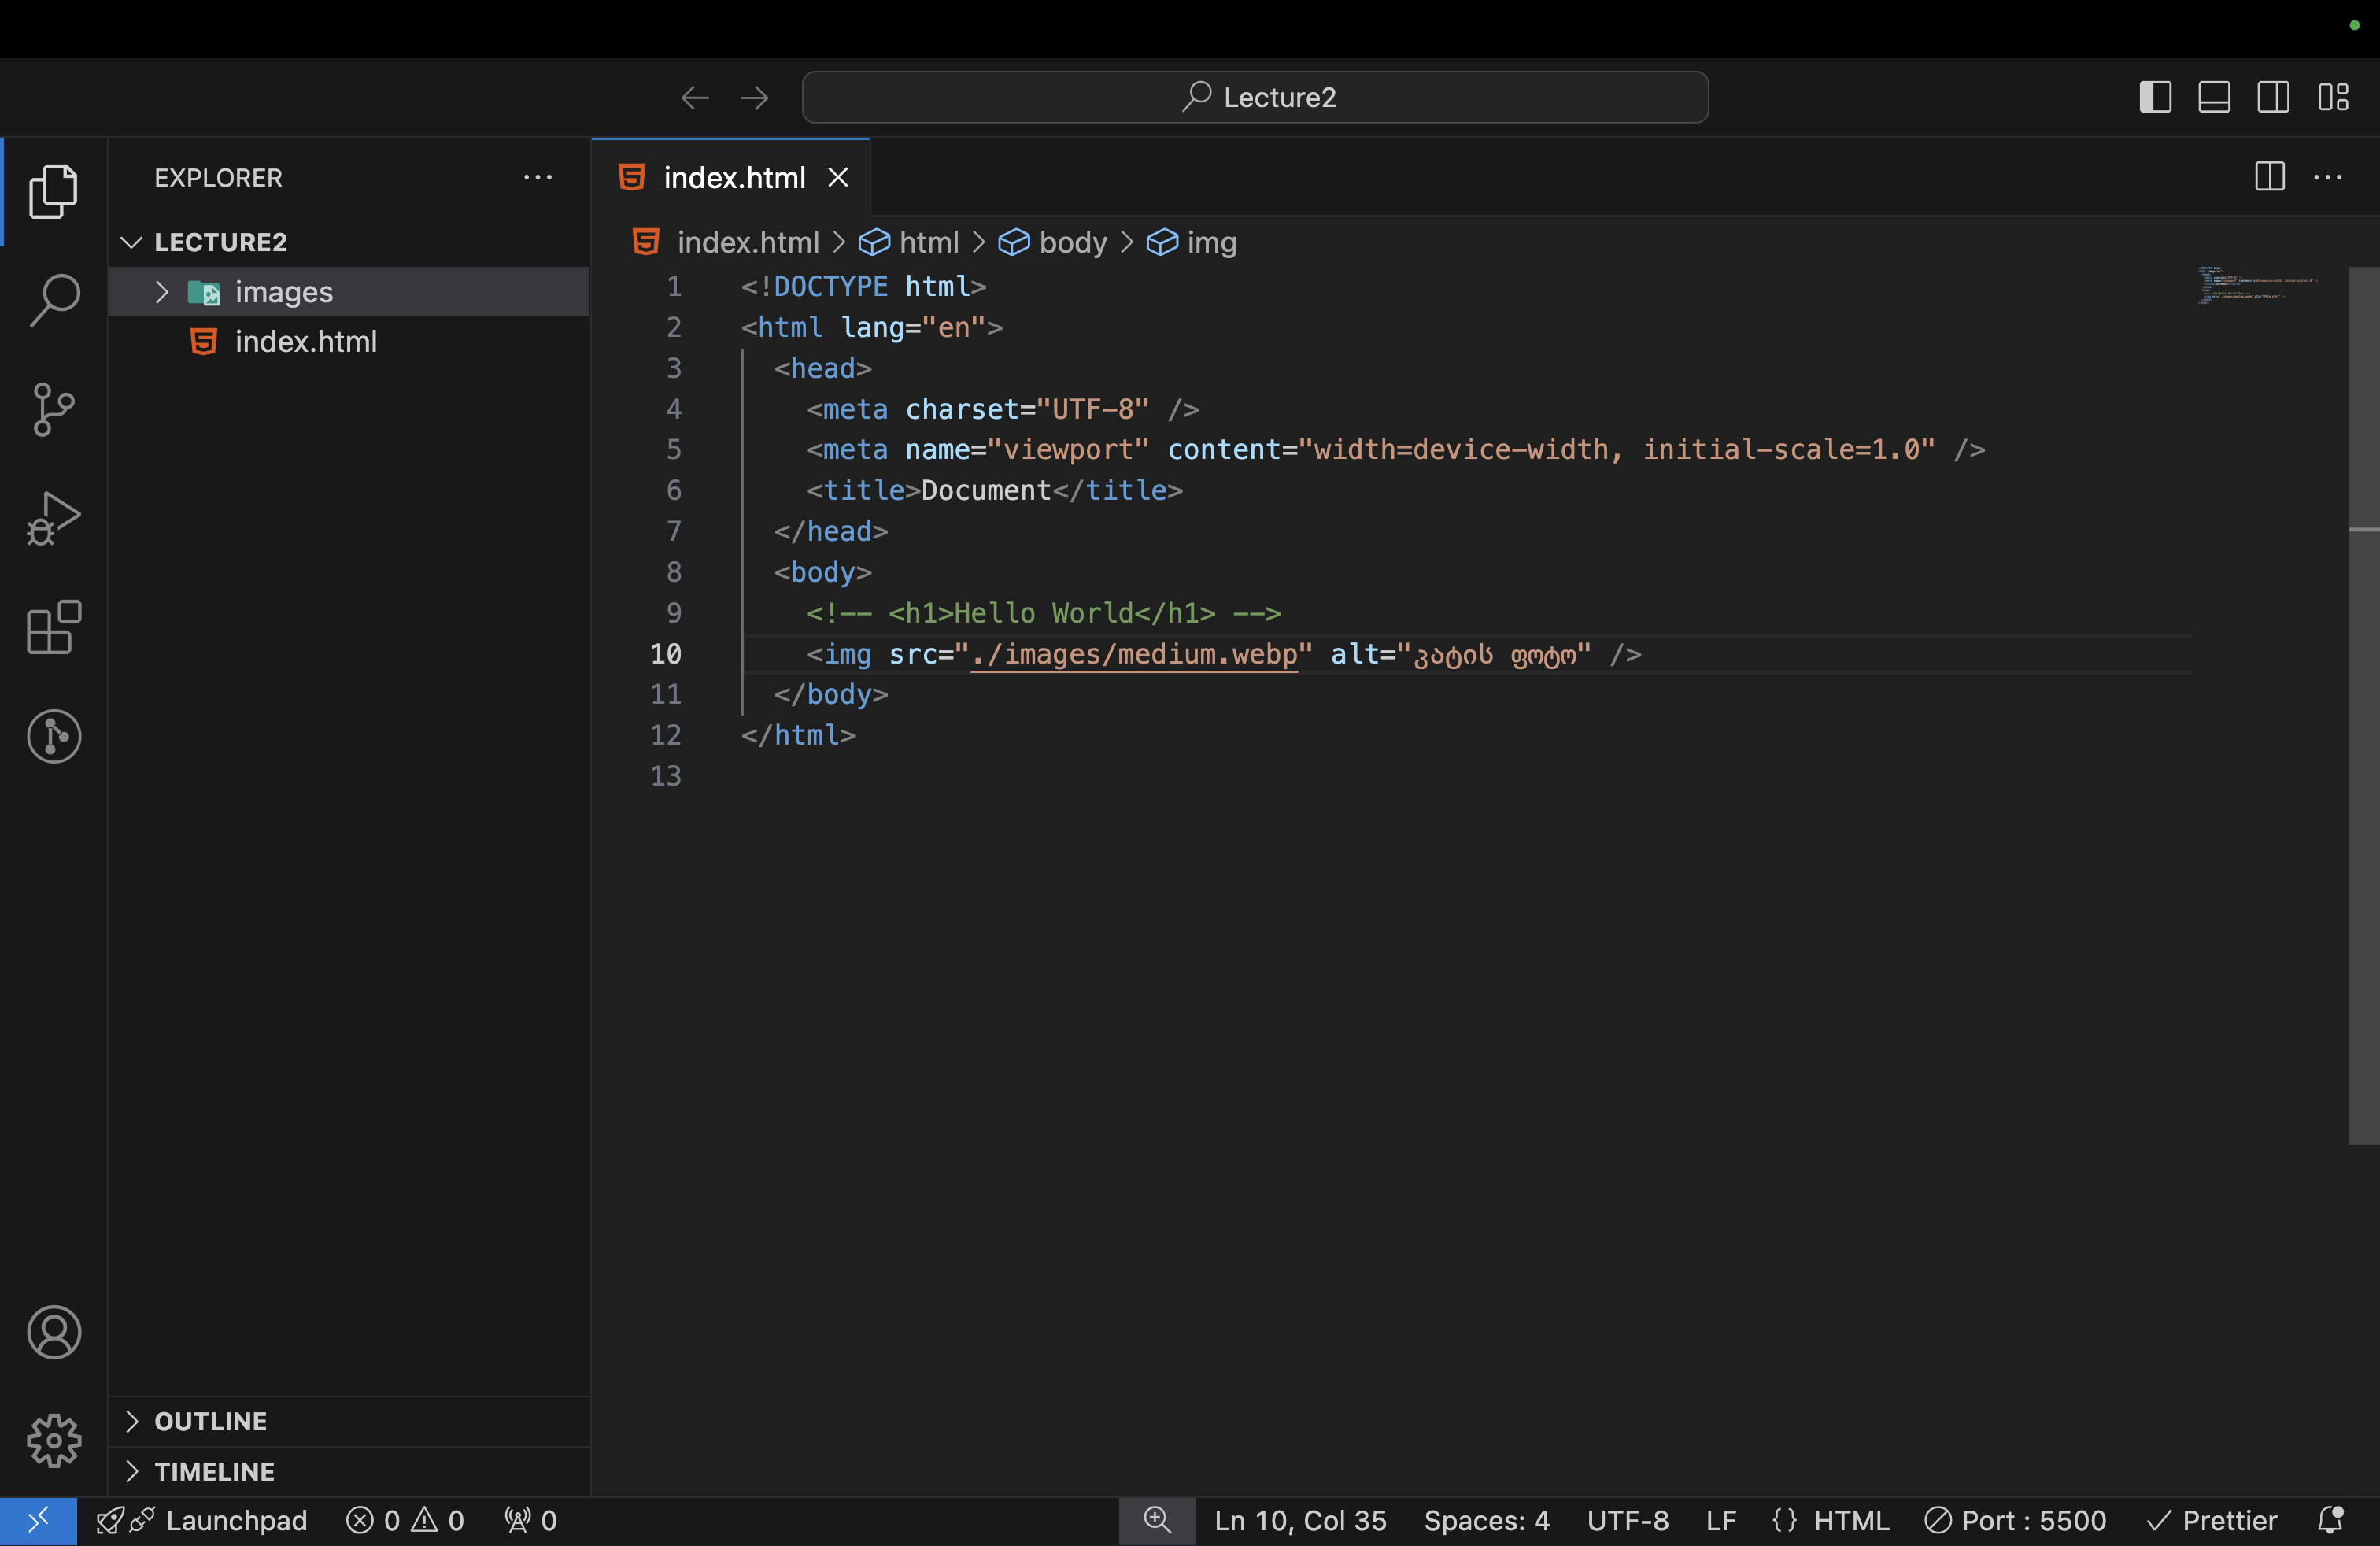 Lecture2
EXPLORER
index.html
LECTURE2
index.html html body img
images
index.html
1 <!DOCTYPE html>
2 <html lang="en">
3 <head>
4 <meta charset="UTF-8" />
5 <meta name="viewport" content="width=device-width, initial-scale=1.0" />
6 <title>Document</title>
7 </head>
8 <body>
9 <!-- <h1>Hello World</h1> -->
10 <img src="./images/medium.webp" alt="კატის ფოტო" />
11 </body>
12 </html>
13
OUTLINE
TIMELINE
Launchpad 0 0 0 Ln 10, Col 35 Spaces: 4 UTF-8 LF {} HTML Port : 5500 Prettier